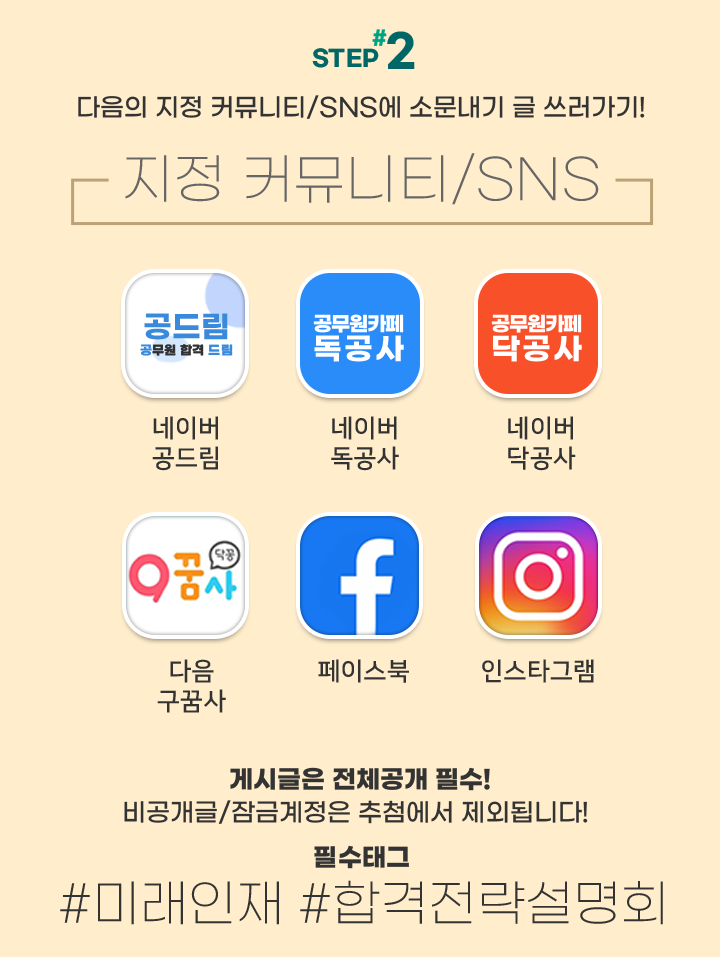 STEP #2
다음의 지정 커뮤니티/SNS에 소문내기 글 쓰러가기!
지정 커뮤니티/SNS
공드림
공무원 합격 드림
공무원카페
독공사
공무원카페
닥공사
네이버
공드림
네이버
독공사
네이버
닥공사
9꿈사
닥꿈
다음
구꿈사
페이스북
인스타그램
게시글은 전체공개 필수!
비공개글/잠금계정은 추첨에서 제외됩니다!
필수태그
#미래인재 #합격전략설명회